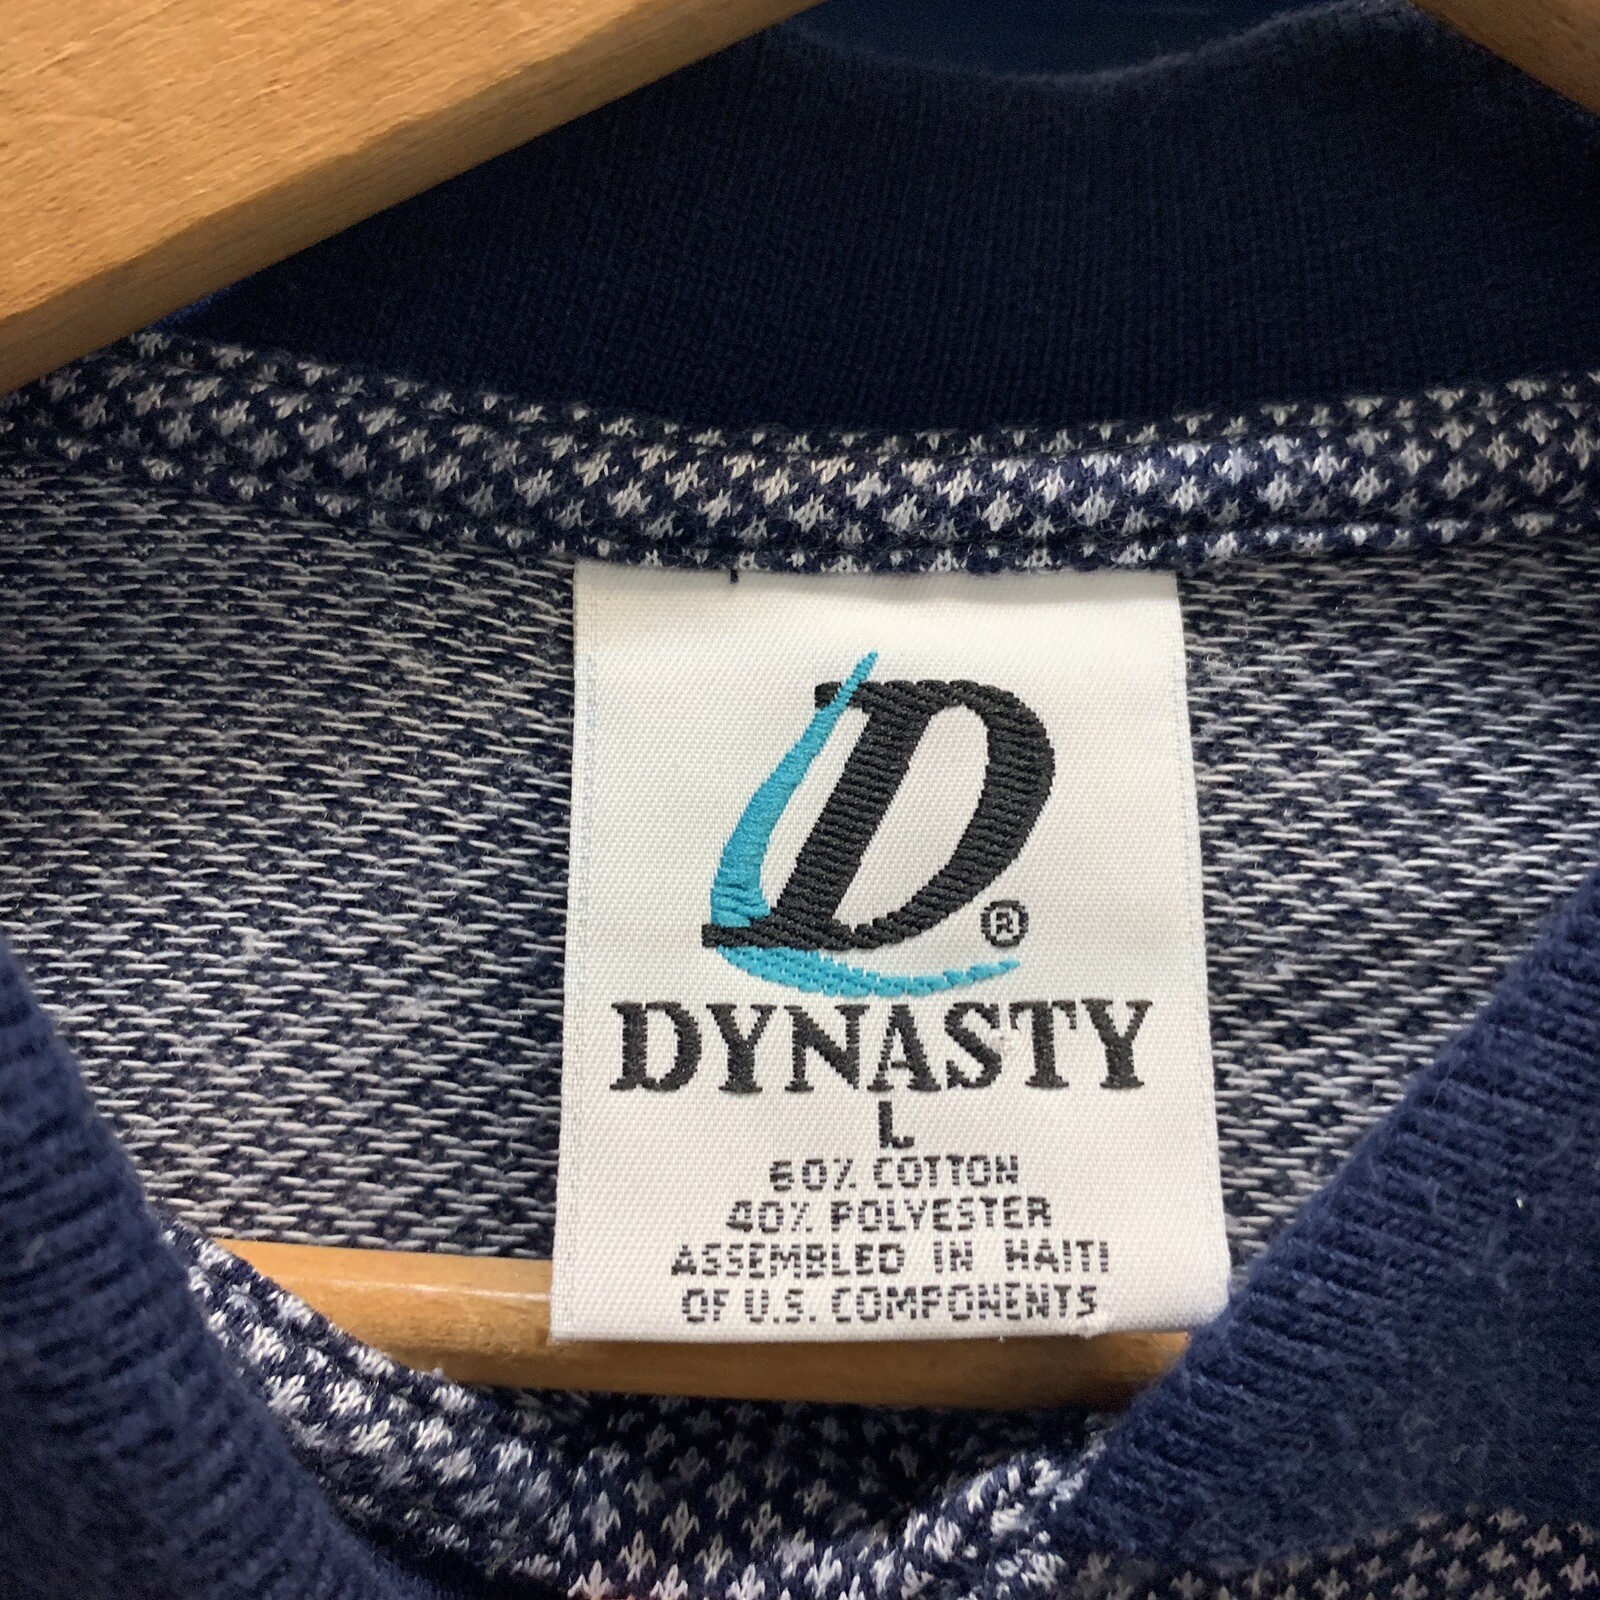 D®
DYNASTY
L
60% COTTON
40% POLYESTER
ASSEMBLED IN HAITI
OF U.S. COMPONENTS